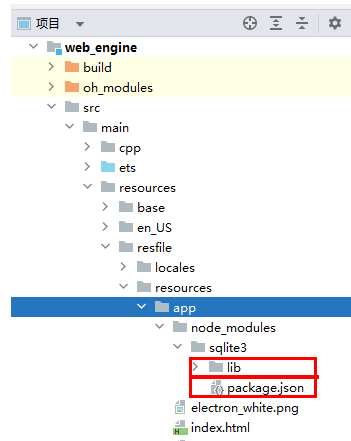 项目
web_engine
build
oh_modules
src
main
cpp
ets
resources
base
en_US
resfile
locales
resources
app
node_modules
sqlite3
lib
package.json
electron_white.png
index.html